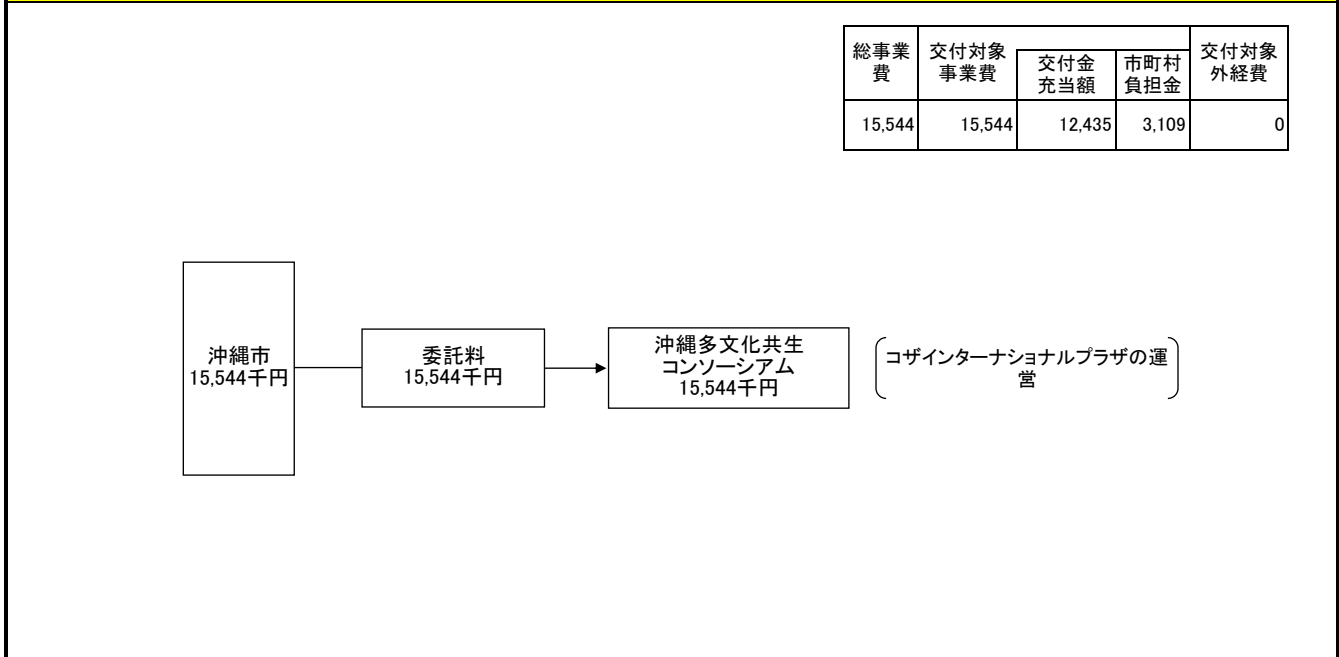 総事業
費
交付対象
事業費
交付金
充当額
市町村
負担金
交付対象
外経費
15,544
15,544
12,435
3,109
0
沖縄市
15,544千円
委託料
15,544千円
沖縄多文化共生
コンソーシアム
15,544千円
コザインターナショナルプラザの運
営